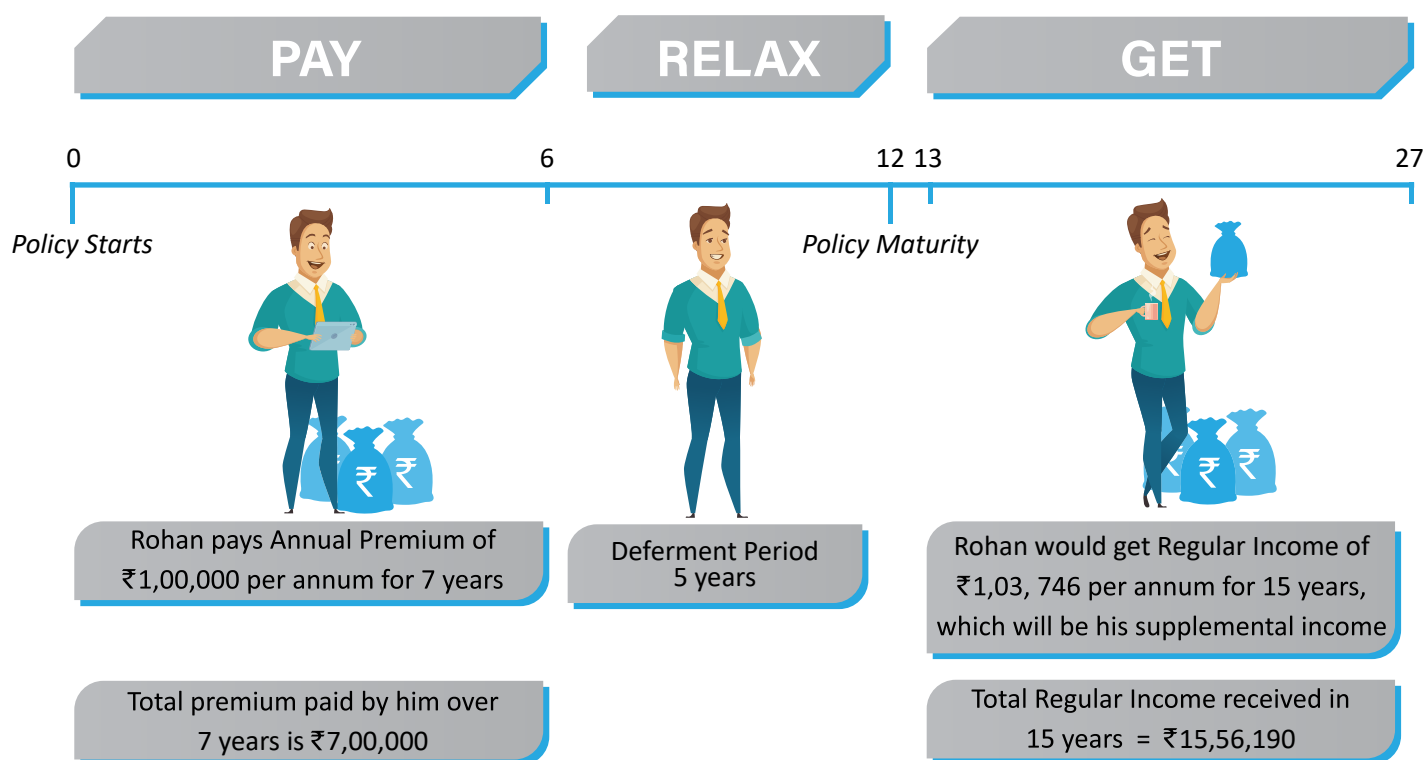 PAY
RELAX
GET
0
6
12
13
27
Policy Starts
Policy Maturity
₹
₹
₹
₹
₹
Rohan pays Annual Premium of
₹1,00,000 per annum for 7 years
Deferment Period
5 years
Rohan would get Regular Income of
₹1,03, 746 per annum for 15 years,
which will be his supplemental income
Total premium paid by him over
7 years is ₹7,00,000
Total Regular Income received in
15 years = ₹15,56,190